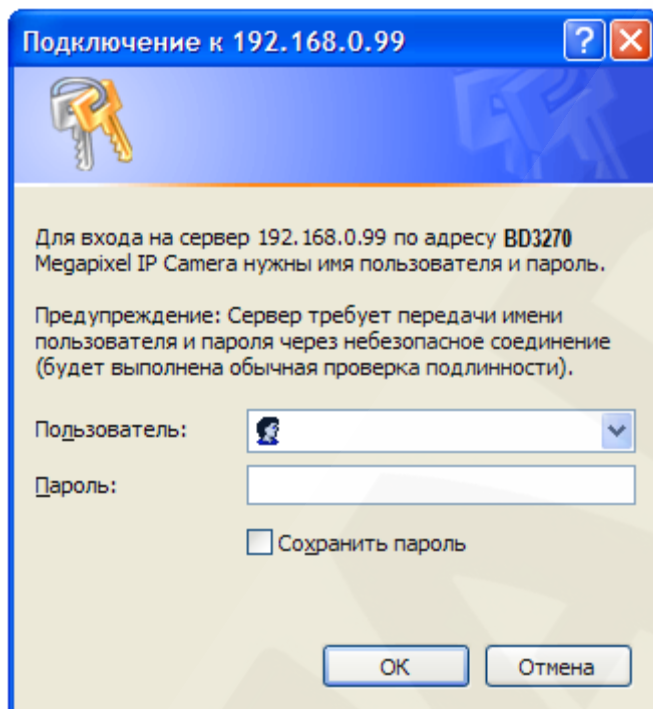 Подключение к 192.168.0.99
Для входа на сервер 192.168.0.99 по адресу BD3270
Megapixel IP Camera нужны имя пользователя и пароль.
Предупреждение: Сервер требует передачи имени
пользователя и пароля через небезопасное соединение
(будет выполнена обычная проверка подлинности).
Пользователь:
Пароль:
Сохранить пароль
OK
Отмена